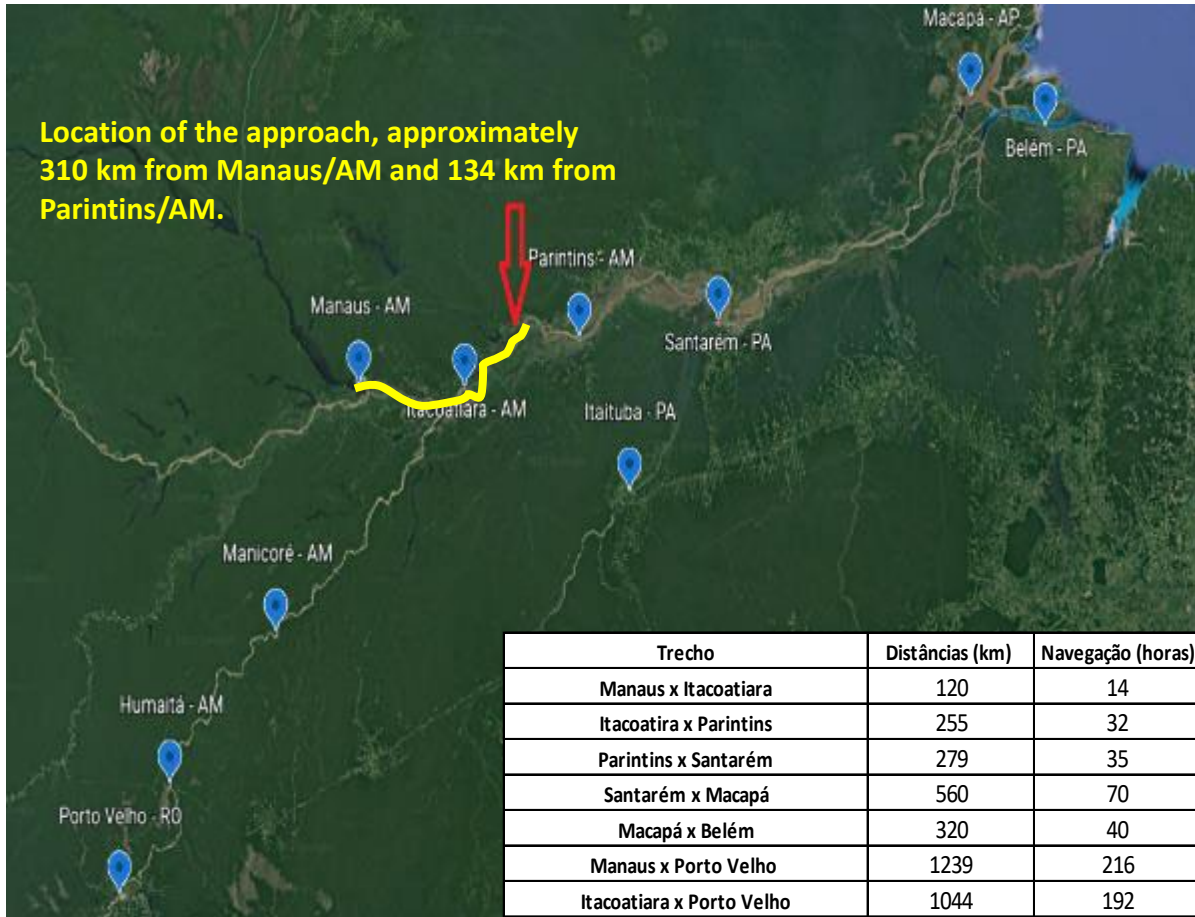 Macapá - AP
Belém - PA
Location of the approach, approximately
310 km from Manaus/AM and 134 km from
Parintins/AM.
Parintins - AM
Manaus - AM
Santarém - PA
Itacoatiara - AM
Itaituba - PA
Manicoré - AM
Humaitá - AM
Porto Velho - RO
Trecho Distâncias (km) Navegação (horas)
Manaus x Itacoatiara 120 14
Itacoatira x Parintins 255 32
Parintins x Santarém 279 35
Santarém x Macapá 560 70
Macapá x Belém 320 40
Manaus x Porto Velho 1239 216
Itacoatiara x Porto Velho 1044 192